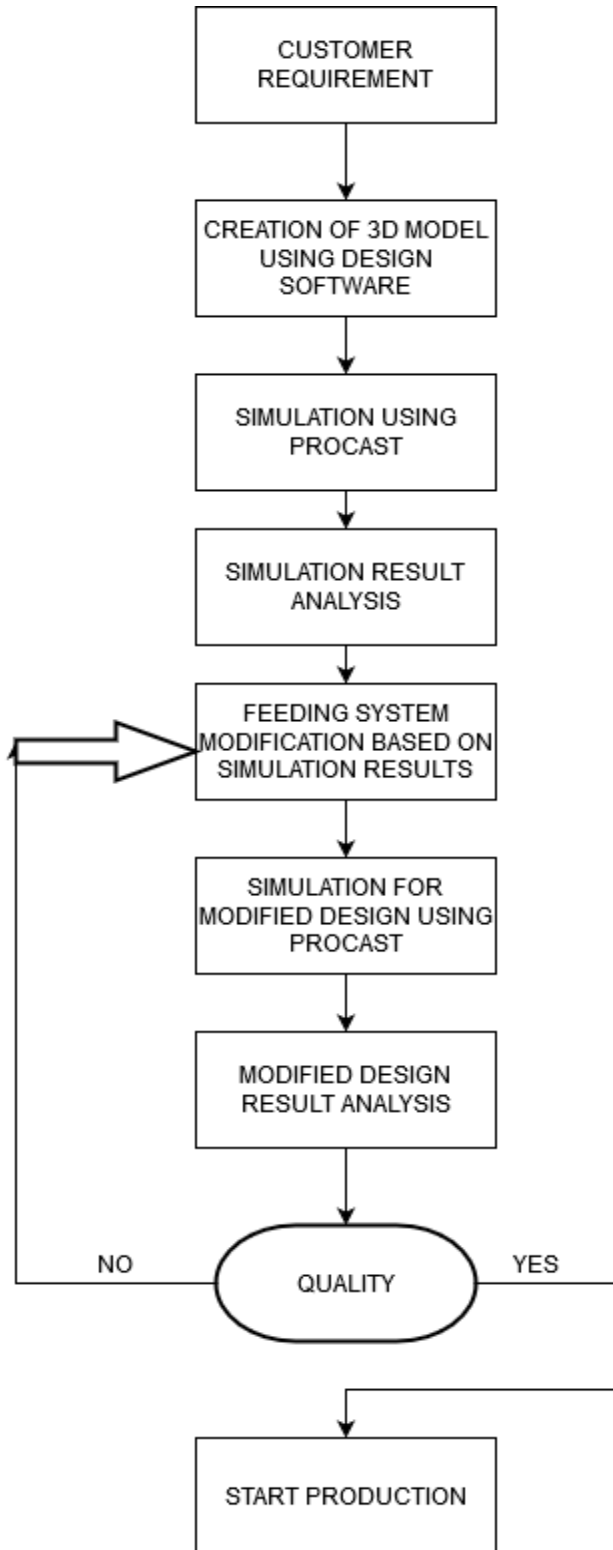 CUSTOMER
REQUIREMENT
CREATION OF 3D MODEL
USING DESIGN
SOFTWARE
SIMULATION USING
PROCAST
SIMULATION RESULT
ANALYSIS
FEEDING SYSTEM
MODIFICATION BASED ON
SIMULATION RESULTS
SIMULATION FOR
MODIFIED DESIGN USING
PROCAST
MODIFIED DESIGN
RESULT ANALYSIS
NO
QUALITY
YES
START PRODUCTION